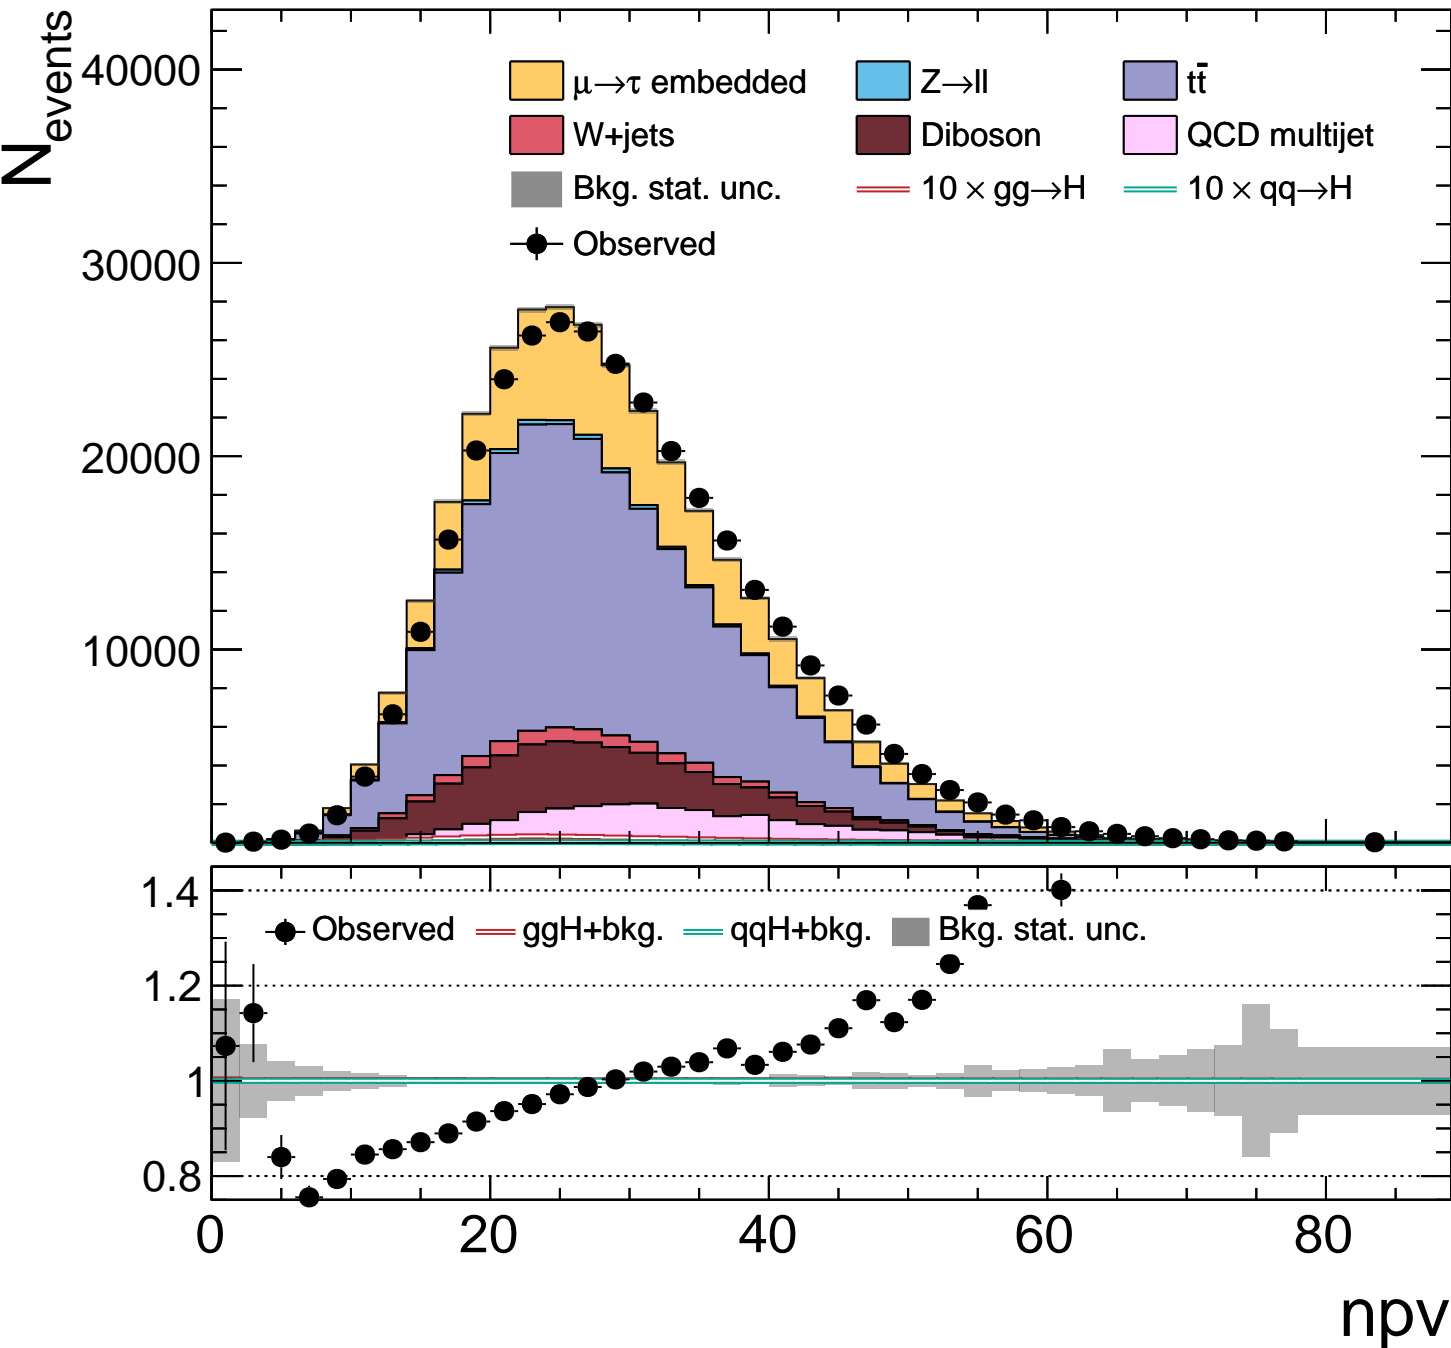 N_events
40000
μ→τ embedded Z→ll tt̄
W+jets Diboson QCD multijet
Bkg. stat. unc. 10 × gg→H 10 × qq→H
Observed
30000
20000
10000
1.4
Observed ggH+bkg. qqH+bkg. Bkg. stat. unc.
1.2
1
0.8
0 20 40 60 80
npv